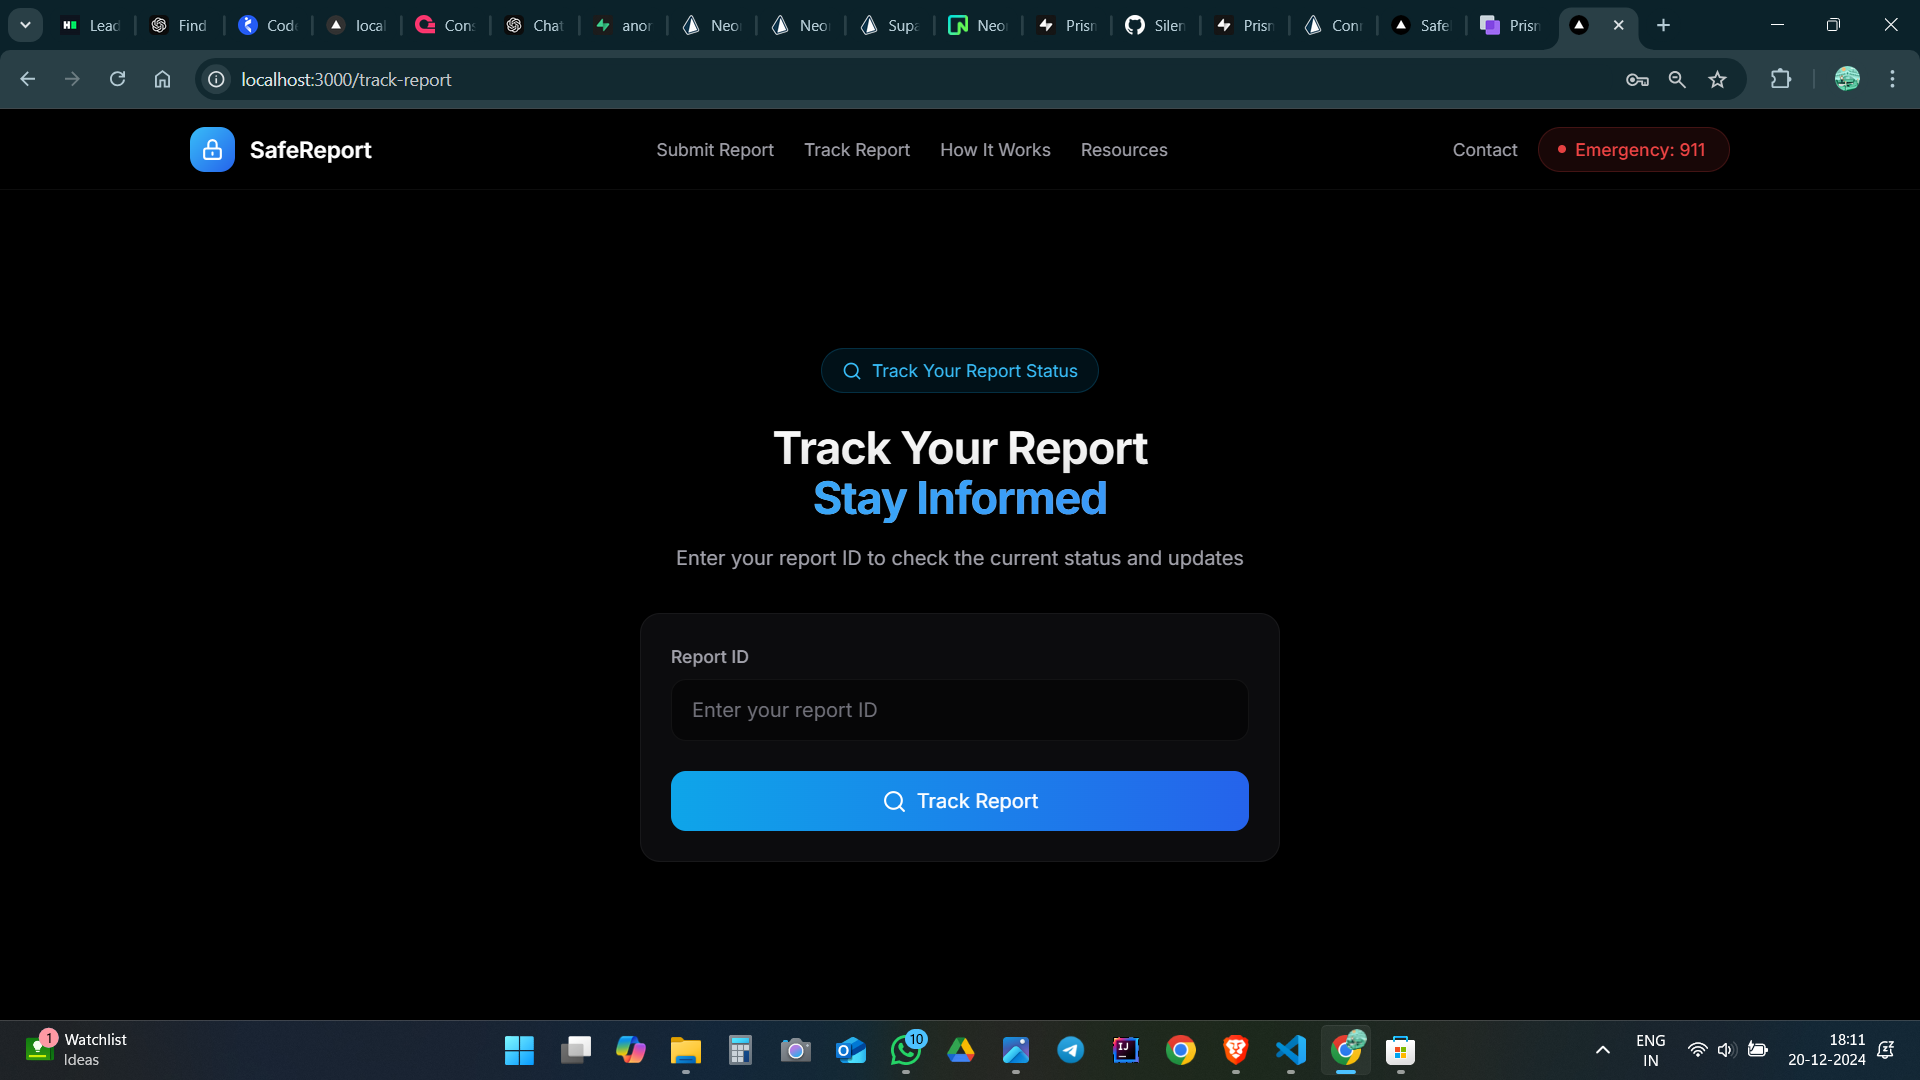 Lead
Find
Code
local
Cons
Chat
anor
Neo
Neo
Supa
Neo
Prism
Silen
Prism
Conn
Safe
Prism
localhost:3000/track-report
SafeReport
Submit Report
Track Report
How It Works
Resources
Contact
Emergency: 911
Track Your Report Status
Track Your Report
Stay Informed
Enter your report ID to check the current status and updates
Report ID
Enter your report ID
Track Report
1
Watchlist
Ideas
10
ENG
IN
18:11
20-12-2024